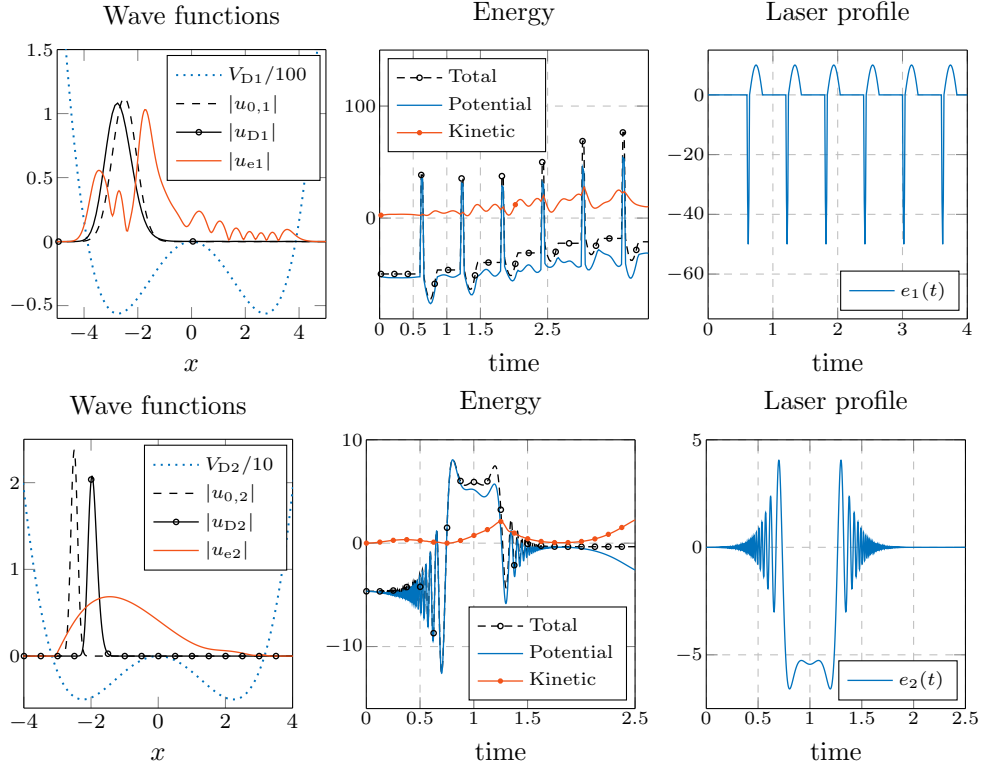 Wave functions
1.5
1
0.5
0
−0.5
−4 −2 0 2 4
x
V_D1/100
|u_0,1|
|u_D1|
|u_e1|
Energy
100
0
0 0.5 1 1.5 2 2.5
time
Total
Potential
Kinetic
Laser profile
0
−20
−40
−60
0 1 2 3 4
e_1(t)
time
Wave functions
2
1
0
−4 −2 0 2 4
x
V_D2/10
|u_0,2|
|u_D2|
|u_e2|
Energy
10
0
−10
0 0.5 1 1.5 2 2.5
time
Total
Potential
Kinetic
Laser profile
5
0
−5
0 0.5 1 1.5 2 2.5
e_2(t)
time